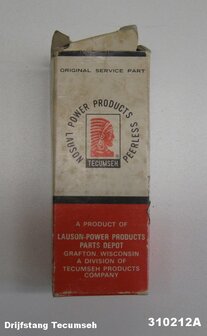 ORIGINAL SERVICE PART
LAUSON POWER PRODUCTS PEERLESS
TECUMSEH
A PRODUCT OF
LAUSON-POWER PRODUCTS
PARTS DEPOT
GRAFTON, WISCONSIN
A DIVISION OF
TECUMSEH PRODUCTS
COMPANY
Drijfstang Tecumseh
310212A